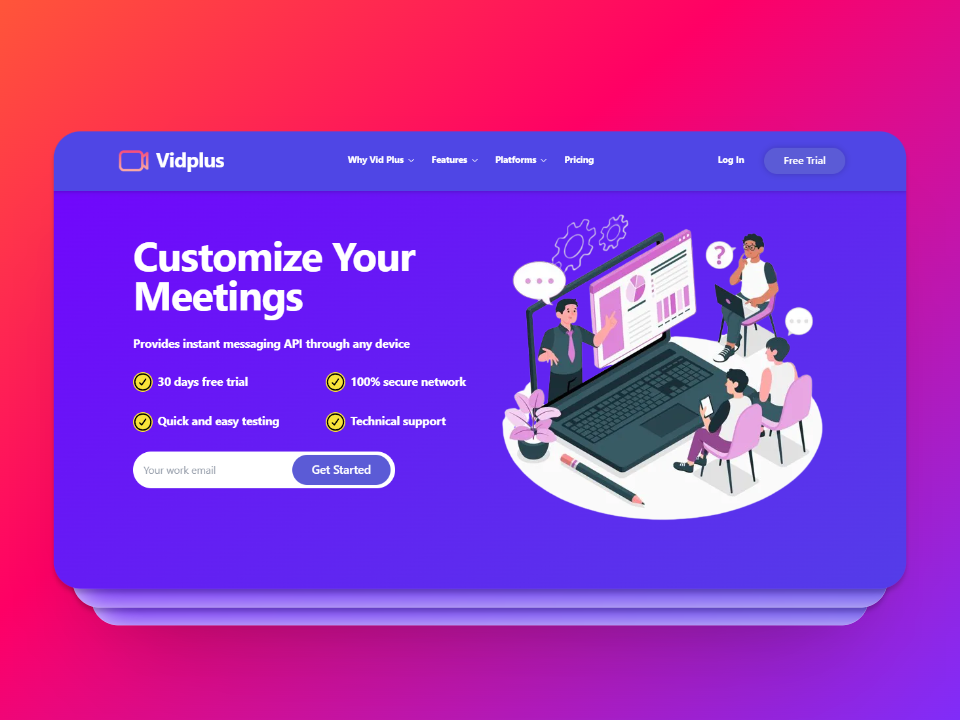 Vidplus
Why Vid Plus
Features
Platforms
Pricing
Log In
Free Trial
Customize Your
Meetings
Provides instant messaging API through any device
30 days free trial
100% secure network
Quick and easy testing
Technical support
Your work email
Get Started
?